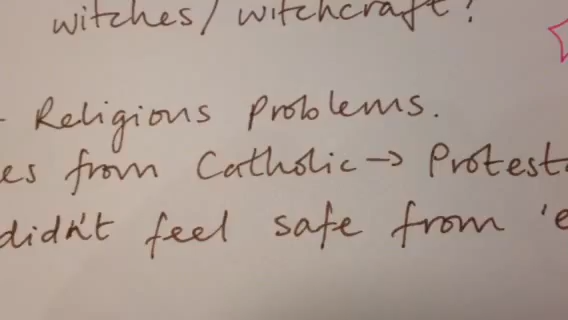 witches/witchcraft?
- Religious Problems.
from Catholic → Protest
didn't feel safe from 'e